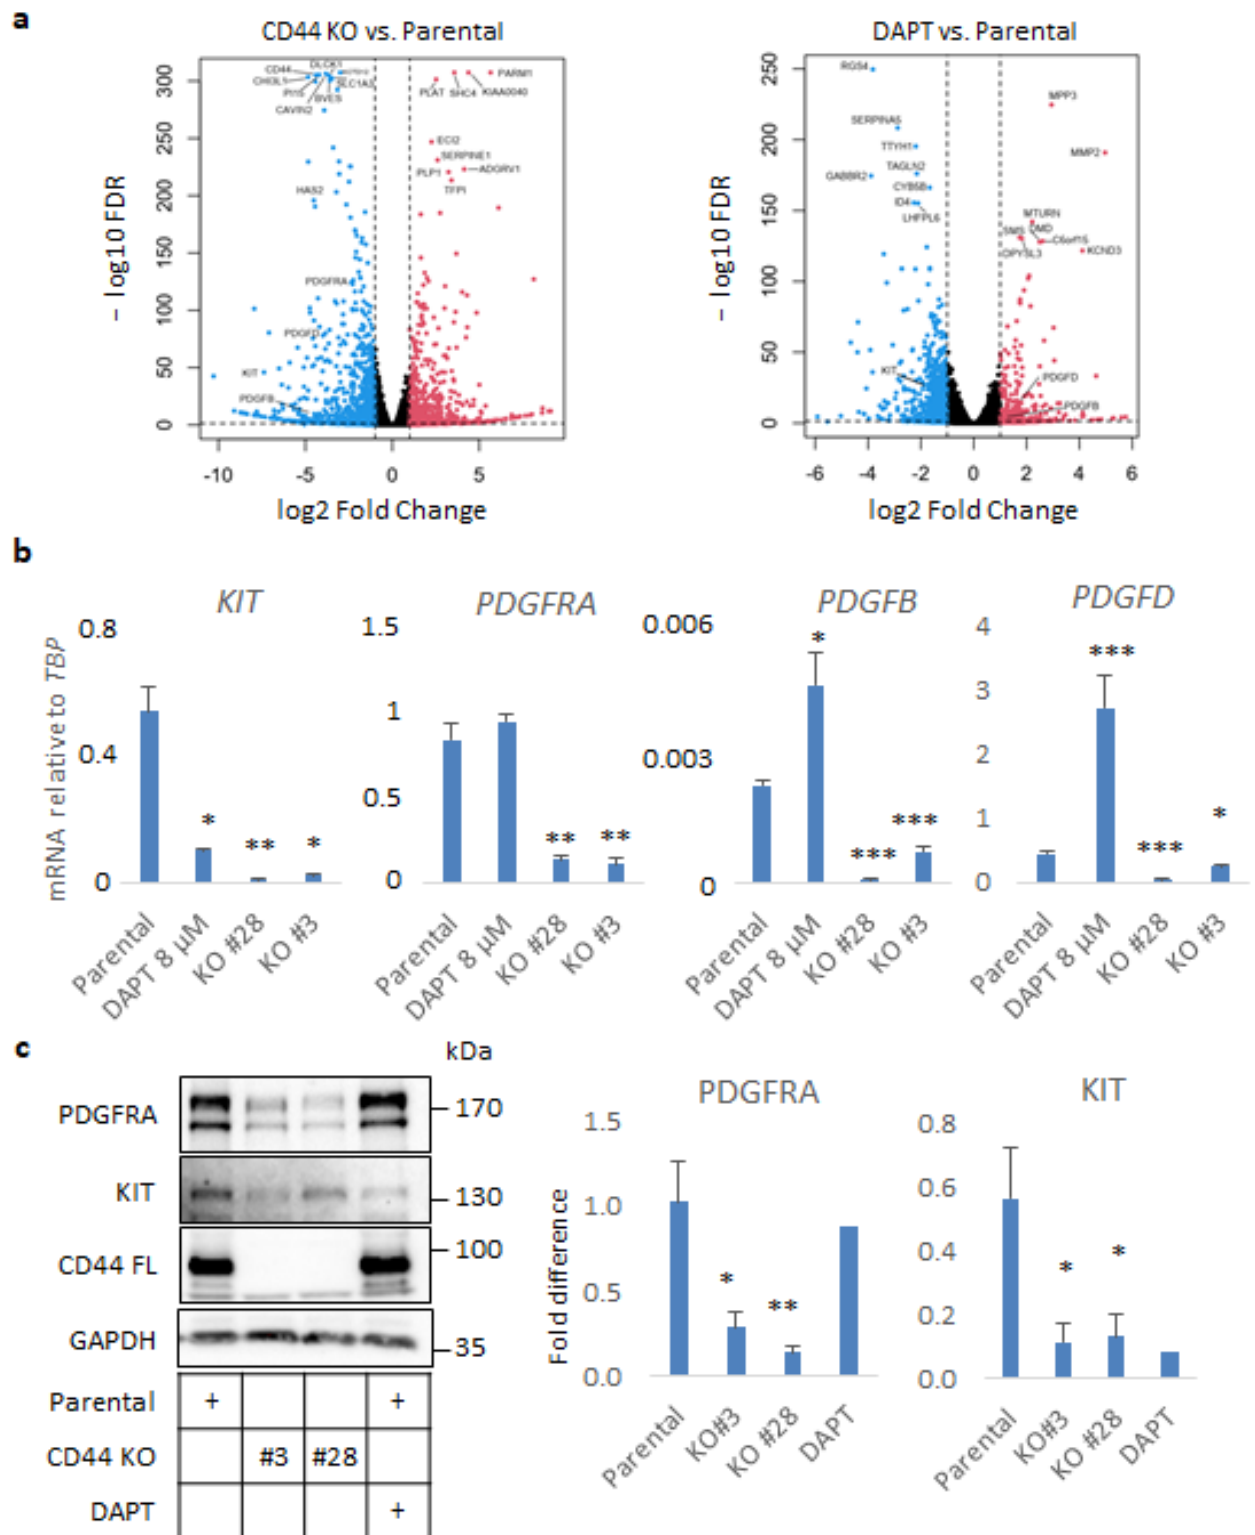 a
CD44 KO vs. Parental
DAPT vs. Parental
− log10 FDR
300
250
200
150
100
50
0
CD44
DLCK1
CHI3L1
SLC1A3
PI15
BVES
CAVIN2
HAS2
PDGFRA
PDGFD
KIT
PDGFB
PARM1
PLAT
SHC4
KIAA0040
ECI2
SERPINE1
PLP1
ADGRV1
TFPI
-10
-5
0
5
log2 Fold Change
− log10 FDR
250
200
150
100
50
0
RGS4
SERPINA5
TTYH1
TAGLN2
GABBR2
CYB5B
ID4
LHFPL6
KIT
MPP3
MMP2
MTURN
SMS
DMD
C6orf15
DPYSL3
KCND3
PDGFD
PDGFB
-6
-4
-2
0
2
4
6
log2 Fold Change
b
mRNA relative to TBP
KIT
0.8
0.4
0
*
**
*
Parental
DAPT 8 µM
KO #28
KO #3
PDGFRA
1.5
1
0.5
0
**
**
Parental
DAPT 8 µM
KO #28
KO #3
PDGFB
0.006
0.003
0
*
***
***
Parental
DAPT 8 µM
KO #28
KO #3
PDGFD
4
3
2
1
0
***
***
*
Parental
DAPT 8 µM
KO #28
KO #3
c
kDa
PDGFRA
170
KIT
130
CD44 FL
100
GAPDH
35
Parental + +
CD44 KO #3 #28
DAPT +
Fold difference
PDGFRA
1.5
1.0
0.5
0.0
*
**
Parental
KO#3
KO #28
DAPT
KIT
0.8
0.6
0.4
0.2
0.0
*
*
Parental
KO#3
KO #28
DAPT